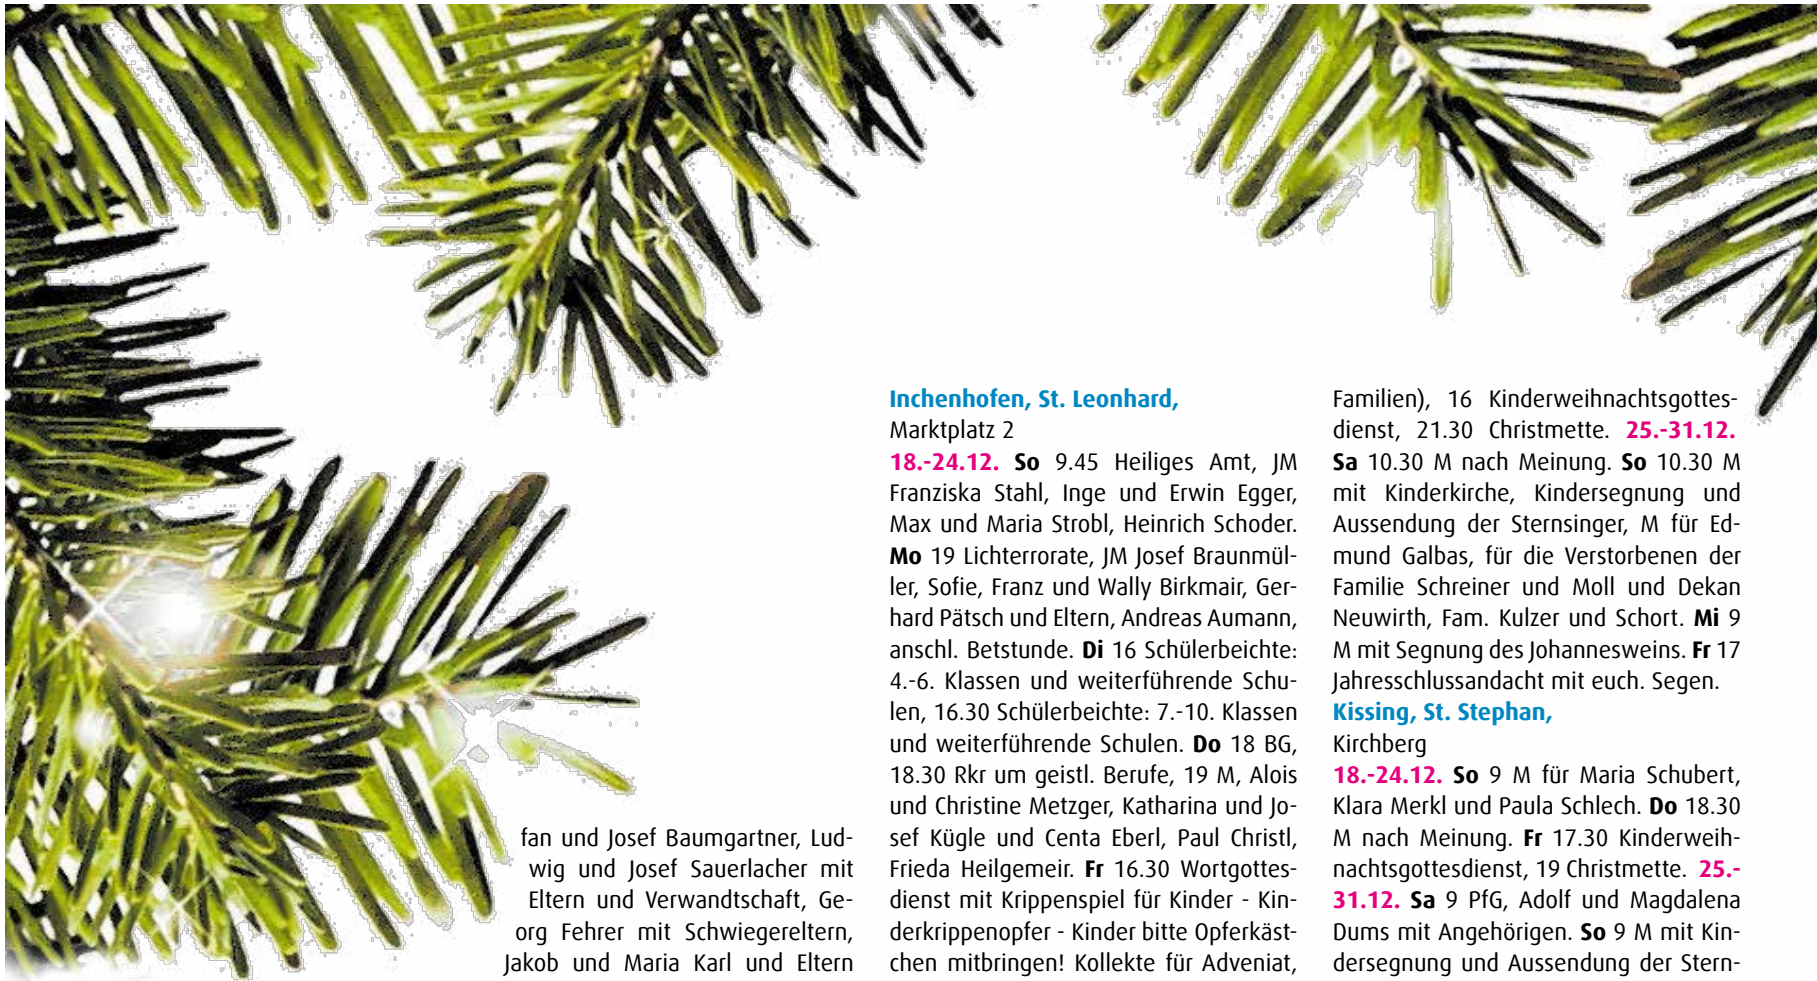 fan und Josef Baumgartner, Lud-
wig und Josef Sauerlacher mit
Eltern und Verwandtschaft, Ge-
org Fehrer mit Schwiegereltern,
Jakob und Maria Karl und Eltern
Inchenhofen, St. Leonhard,
Marktplatz 2
18.-24.12. So 9.45 Heiliges Amt, JM
Franziska Stahl, Inge und Erwin Egger,
Max und Maria Strobl, Heinrich Schoder.
Mo 19 Lichterrorate, JM Josef Braunmül-
ler, Sofie, Franz und Wally Birkmair, Ger-
hard Pätsch und Eltern, Andreas Aumann,
anschl. Betstunde. Di 16 Schülerbeichte:
4.-6. Klassen und weiterführende Schu-
len, 16.30 Schülerbeichte: 7.-10. Klassen
und weiterführende Schulen. Do 18 BG,
18.30 Rkr um geistl. Berufe, 19 M, Alois
und Christine Metzger, Katharina und Jo-
sef Kügle und Centa Eberl, Paul Christl,
Frieda Heilgemeir. Fr 16.30 Wortgottes-
dienst mit Krippenspiel für Kinder - Kin-
derkrippenopfer - Kinder bitte Opferkäst-
chen mitbringen! Kollekte für Adveniat,
Familien), 16 Kinderweihnachtsgottes-
dienst, 21.30 Christmette. 25.-31.12.
Sa 10.30 M nach Meinung. So 10.30 M
mit Kinderkirche, Kindersegnung und
Aussendung der Sternsinger, M für Ed-
mund Galbas, für die Verstorbenen der
Familie Schreiner und Moll und Dekan
Neuwirth, Fam. Kulzer und Schort. Mi 9
M mit Segnung des Johannesweins. Fr 17
Jahresschlussandacht mit euch. Segen.
Kissing, St. Stephan,
Kirchberg
18.-24.12. So 9 M für Maria Schubert,
Klara Merkl und Paula Schlech. Do 18.30
M nach Meinung. Fr 17.30 Kinderweih-
nachtsgottesdienst, 19 Christmette. 25.-
31.12. Sa 9 PfG, Adolf und Magdalena
Dums mit Angehörigen. So 9 M mit Kin-
dersegnung und Aussendung der Stern-